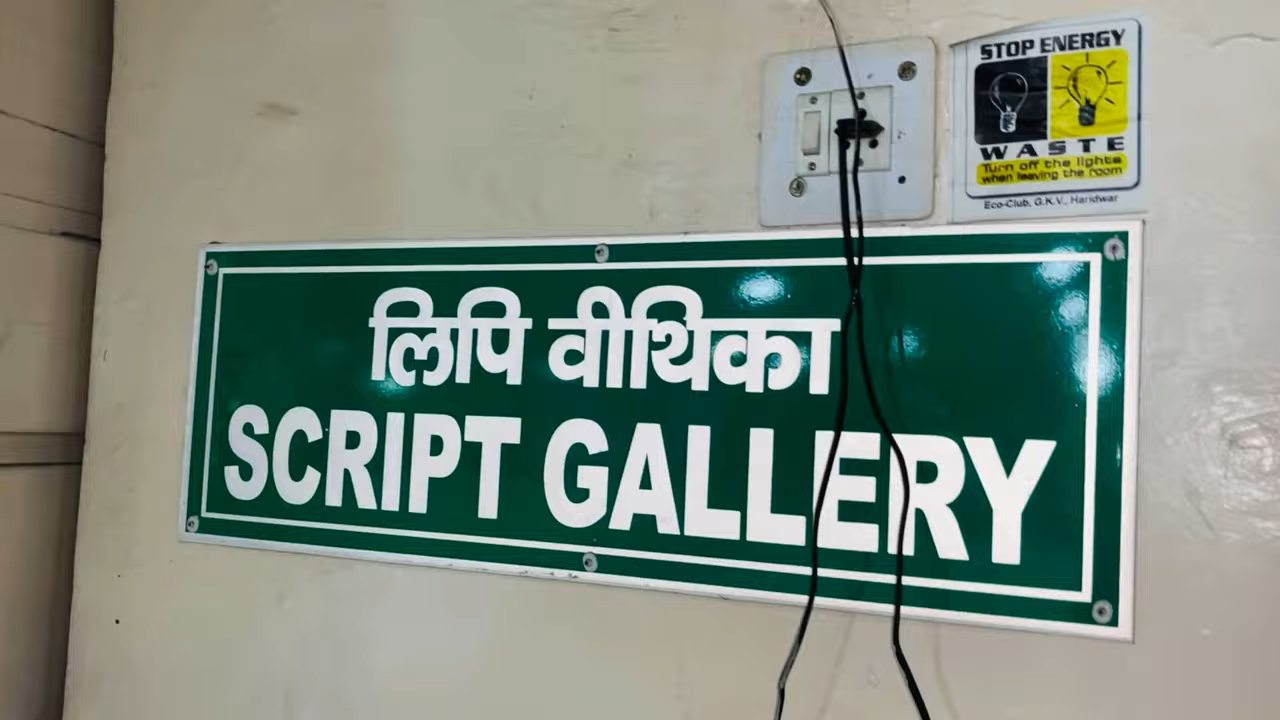 STOP ENERGY
WASTE
Turn off the lights
when leaving the room
Eco-Club, G.K.V., Haridwar
लिपि वीथिका
SCRIPT GALLERY